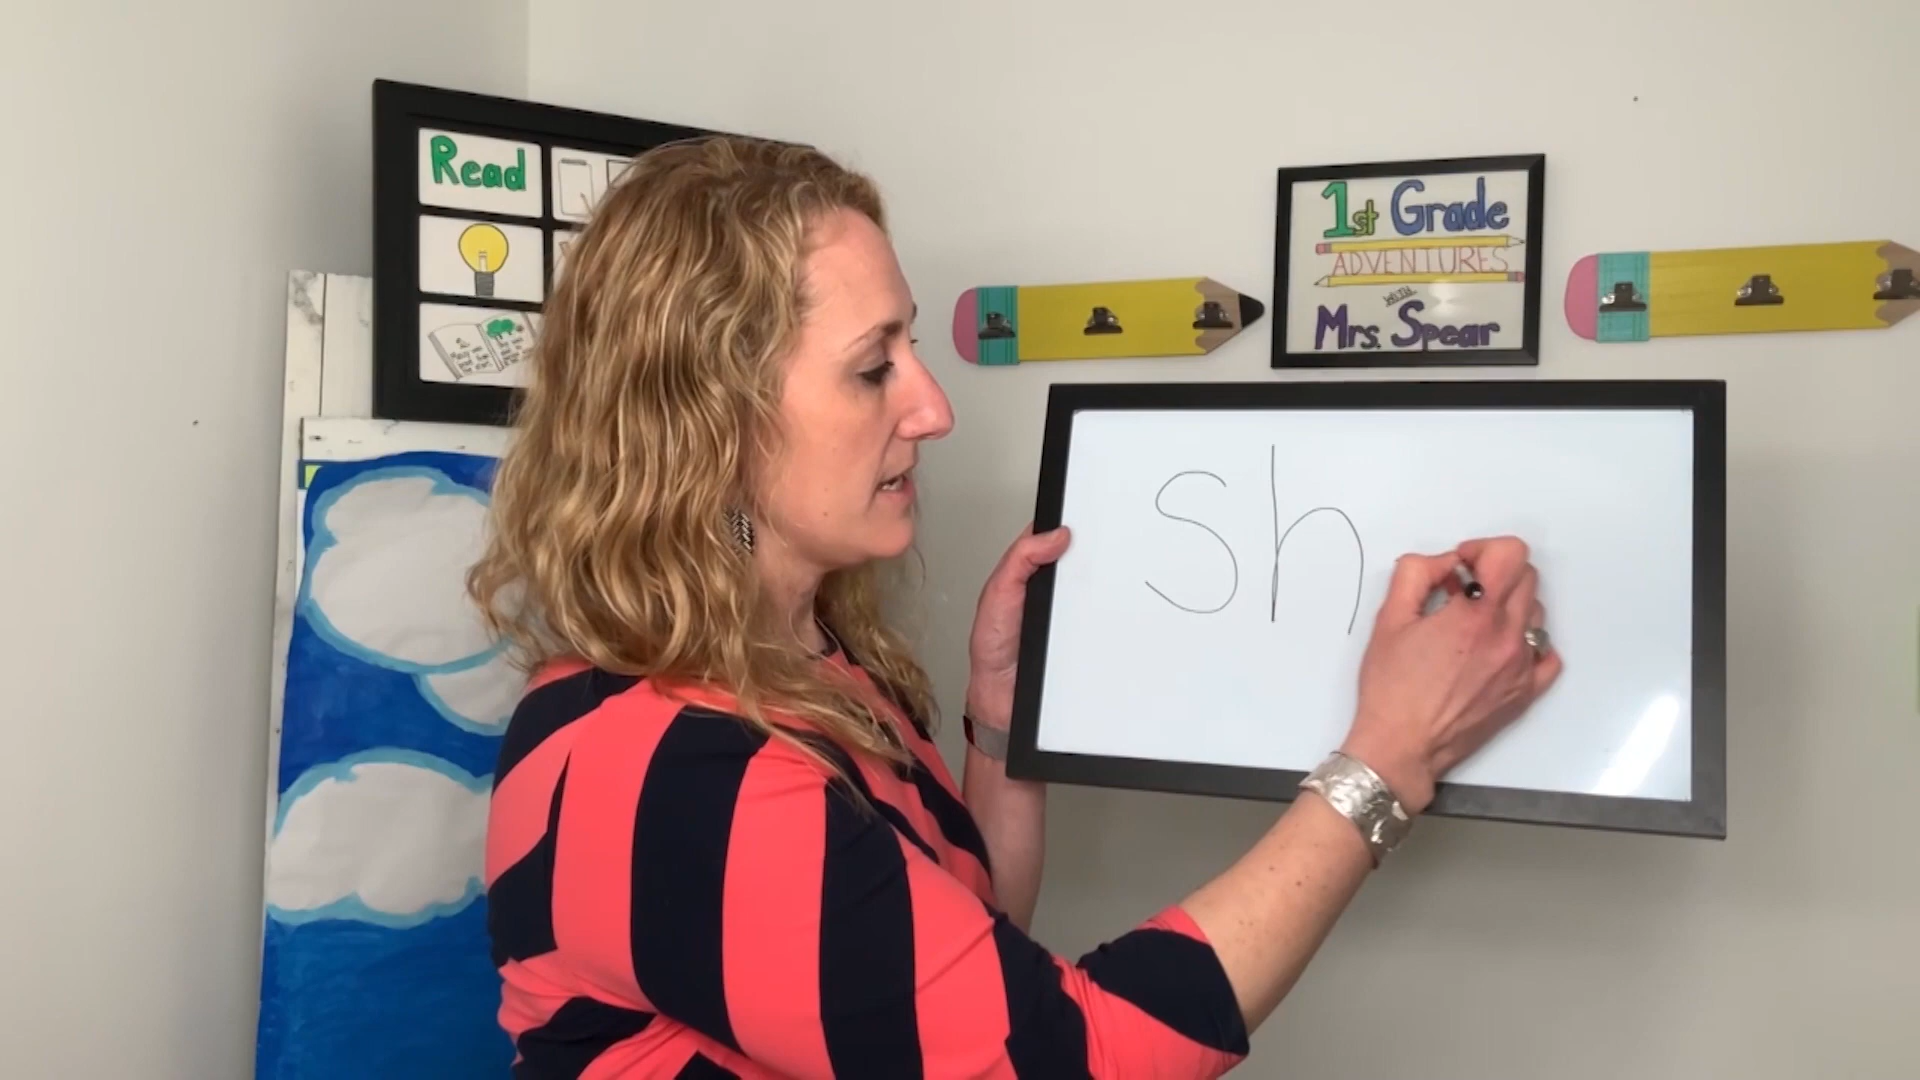 Read
1st Grade
ADVENTURES
WITH
Mrs. Spear
Sh